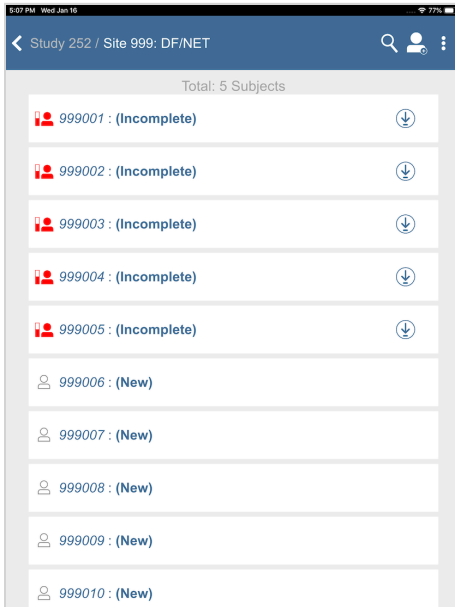 5:07 PM Wed Jan 16 77%
Study 252 / Site 999: DF/NET
Total: 5 Subjects
999001 : (Incomplete)
999002 : (Incomplete)
999003 : (Incomplete)
999004 : (Incomplete)
999005 : (Incomplete)
999006 : (New)
999007 : (New)
999008 : (New)
999009 : (New)
999010 : (New)